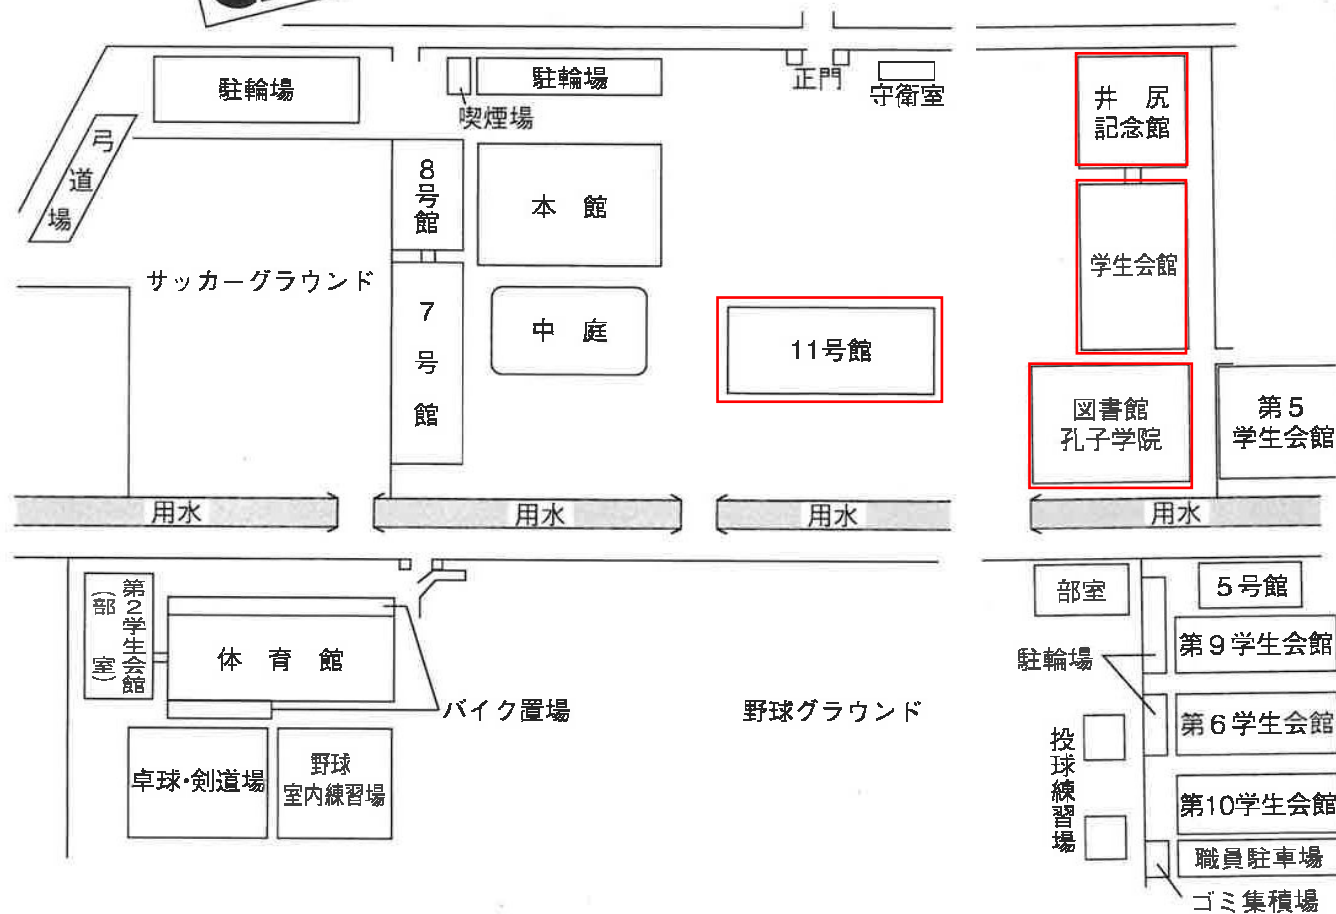 駐輪場
駐輪場
喫煙場
正門
守衛室
井尻
記念館
弓道場
8号館
本館
学生会館
サッカーグラウンド
7号館
中庭
11号館
図書館
孔子学院
第5
学生会館
用水
用水
用水
用水
第2学生会館
(部室)
体育館
バイク置場
野球グラウンド
卓球・剣道場
野球
室内練習場
部室
5号館
駐輪場
第9学生会館
第6学生会館
投球練習場
第10学生会館
職員駐車場
ゴミ集積場